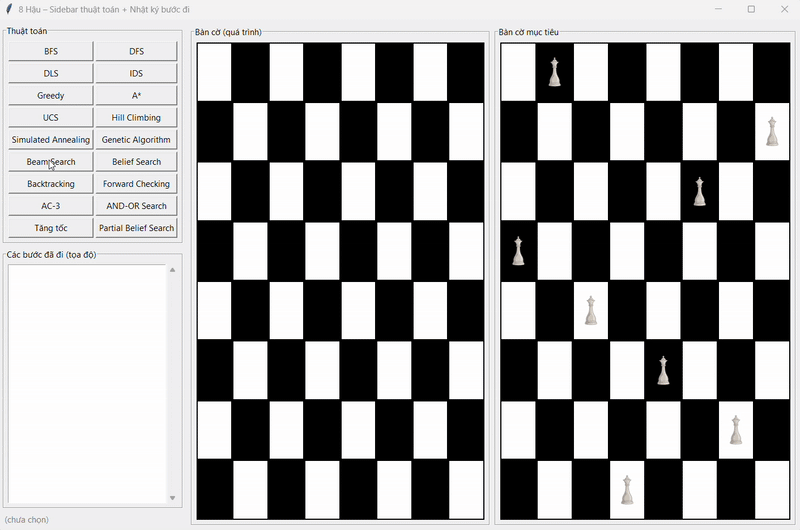 8 Hậu – Sidebar thuật toán + Nhật ký bước đi
Thuật toán
BFS
DFS
DLS
IDS
Greedy
A*
UCS
Hill Climbing
Simulated Annealing
Genetic Algorithm
Beam Search
Belief Search
Backtracking
Forward Checking
AC-3
AND-OR Search
Tăng tốc
Partial Belief Search
Các bước đã đi (tọa độ)
(chưa chọn)
Bàn cờ (quá trình)
Bàn cờ mục tiêu